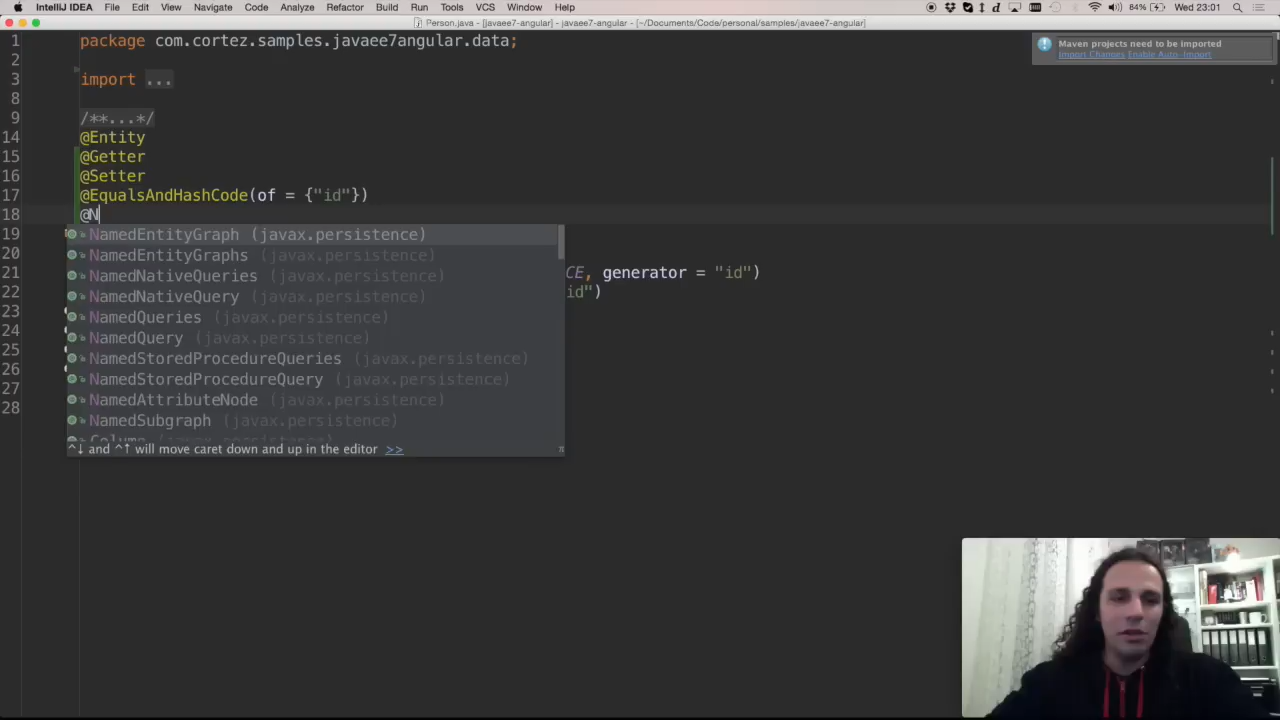 IntelliJ IDEA File Edit View Navigate Code Analyze Refactor Build Run Tools VCS Window Help 84% Wed 23:01
Person.java - [javaee7-angular] - javaee7-angular - [~/Documents/Code/personal/samples/javaee7-angular]
1 package com.cortez.samples.javaee7angular.data;
Maven projects need to be imported
Import Changes Enable Auto-Import
2
3 import ...
8
9 /**...*/
14 @Entity
15 @Getter
16 @Setter
17 @EqualsAndHashCode(of = {"id"})
18 @N
19
NamedEntityGraph (javax.persistence)
20
NamedEntityGraphs (javax.persistence)
21 CE, generator = "id")
NamedNativeQueries (javax.persistence)
22 id")
NamedNativeQuery (javax.persistence)
23
NamedQueries (javax.persistence)
24
NamedQuery (javax.persistence)
25
NamedStoredProcedureQueries (javax.persistence)
26
NamedStoredProcedureQuery (javax.persistence)
27
NamedAttributeNode (javax.persistence)
28
NamedSubgraph (javax.persistence)
Column (javax.persistence)
^↓ and ^↑ will move caret down and up in the editor >>
π